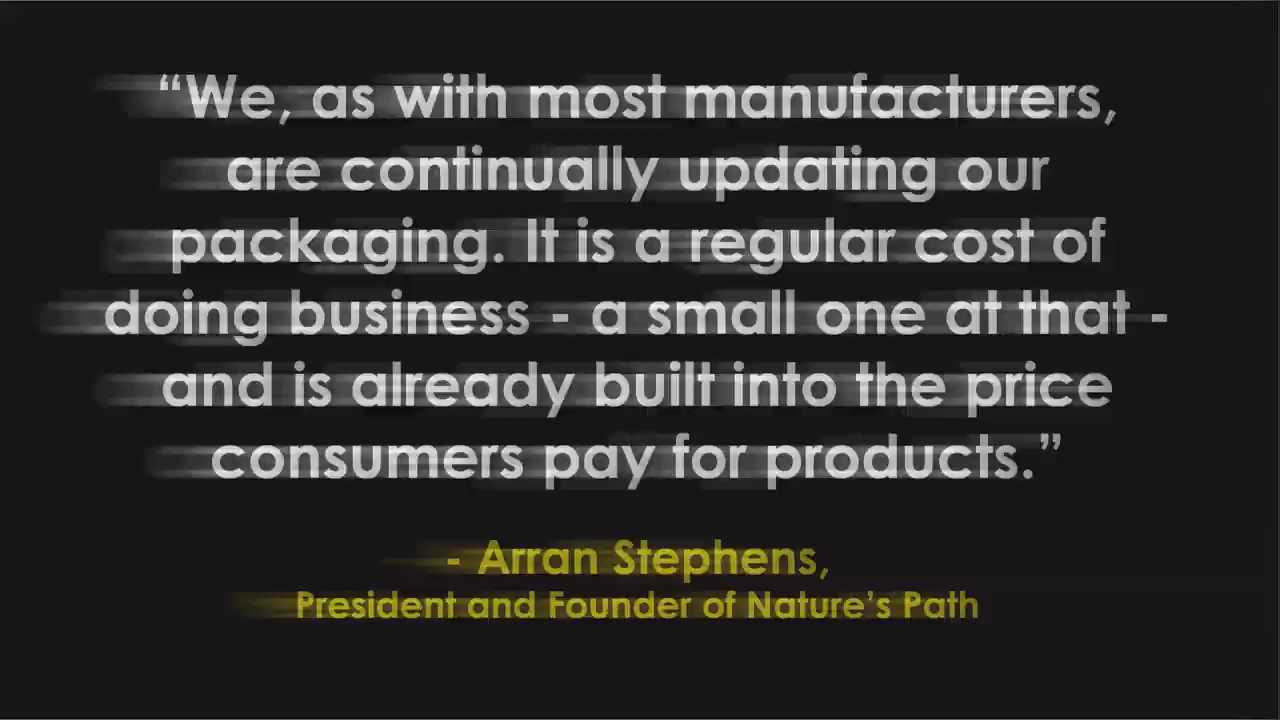 “We, as with most manufacturers,
are continually updating our
packaging. It is a regular cost of
doing business - a small one at that -
and is already built into the price
consumers pay for products.”
- Arran Stephens,
President and Founder of Nature’s Path